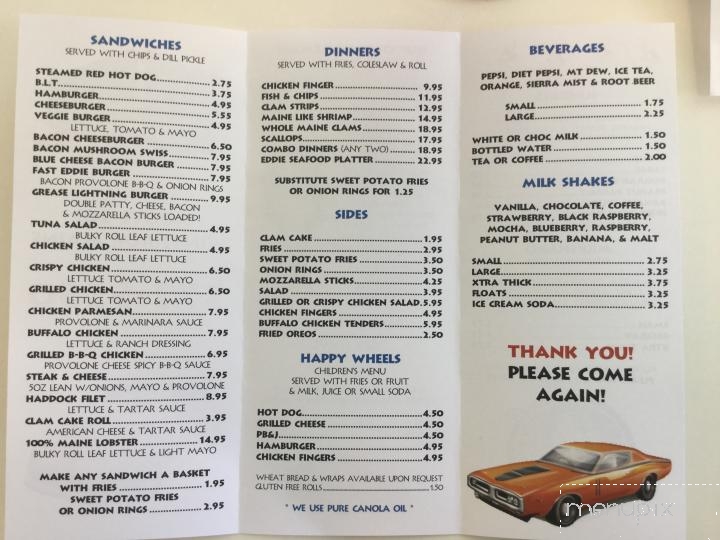 SANDWICHES
SERVED WITH CHIPS & DILL PICKLE
STEAMED RED HOT DOG 2.75
B.L.T. 3.75
HAMBURGER 4.95
CHEESEBURGER 5.55
VEGGIE BURGER 4.95
LETTUCE, TOMATO & MAYO
BACON CHEESEBURGER 6.50
BACON MUSHROOM SWISS 7.95
BLUE CHEESE BACON BURGER 7.95
FAST EDDIE BURGER 7.95
BACON PROVOLONE B-B-Q & ONION RINGS
GREASE LIGHTNING BURGER 9.95
DOUBLE PATTY, CHEESE, BACON
& MOZZARELLA STICKS LOADED!
TUNA SALAD 4.95
BULKY ROLL LEAF LETTUCE
CHICKEN SALAD 4.95
BULKY ROLL LEAF LETTUCE
CRISPY CHICKEN 6.50
LETTUCE TOMATO & MAYO
GRILLED CHICKEN 6.50
LETTUCE TOMATO & MAYO
CHICKEN PARMESAN 7.95
PROVOLONE & MARINARA SAUCE
BUFFALO CHICKEN 7.95
LETTUCE & RANCH DRESSING
GRILLED B-B-Q CHICKEN 6.95
PROVOLONE CHEESE SPICY BBQ SAUCE
STEAK & CHEESE 7.95
5OZ LEAN W/ONIONS, MAYO & PROVOLONE
HADDOCK FILET 8.95
LETTUCE & TARTAR SAUCE
CLAM CAKE ROLL 3.95
AMERICAN CHEESE & TARTAR SAUCE
100% MAINE LOBSTER 14.95
BULKY ROLL LEAF LETTUCE & LIGHT MAYO
MAKE ANY SANDWICH A BASKET
WITH FRIES 1.95
SWEET POTATO FRIES
OR ONION RINGS 2.95
DINNERS
SERVED WITH FRIES, COLESLAW & ROLL
CHICKEN FINGER 9.95
FISH & CHIPS 11.95
CLAM STRIPS 12.95
MAINE LIKE SHRIMP 14.95
WHOLE MAINE CLAMS 18.95
SCALLOPS 17.95
COMBO DINNERS (ANY TWO) 18.95
EDDIE SEAFOOD PLATTER 22.95
SUBSTITUTE SWEET POTATO FRIES
OR ONION RINGS FOR 1.25
SIDES
CLAM CAKE 1.95
FRIES 2.95
SWEET POTATO FRIES 3.50
ONION RINGS 3.50
MOZZARELLA STICKS 4.25
SALAD 3.95
GRILLED OR CRISPY CHICKEN SALAD 5.95
CHICKEN FINGERS 4.95
BUFFALO CHICKEN TENDERS 5.95
FRIED OREOS 2.50
HAPPY WHEELS
CHILDREN'S MENU
SERVED WITH FRIES OR FRUIT
& MILK, JUICE OR SMALL SODA
HOT DOG 4.50
GRILLED CHEESE 4.50
PB&J 4.50
HAMBURGER 4.95
CHICKEN FINGERS 4.95
WHEAT BREAD & WRAPS AVAILABLE UPON REQUEST
GLUTEN FREE ROLLS 1.50
* WE USE PURE CANOLA OIL *
BEVERAGES
PEPSI, DIET PEPSI, MT DEW, ICE TEA,
ORANGE, SIERRA MIST & ROOT BEER
SMALL 1.75
LARGE 2.25
WHITE OR CHOC MILK 1.50
BOTTLED WATER 1.50
TEA OR COFFEE 2.00
MILK SHAKES
VANILLA, CHOCOLATE, COFFEE,
STRAWBERRY, BLACK RASPBERRY,
MOCHA, BLUEBERRY, RASPBERRY,
PEANUT BUTTER, BANANA, & MALT
SMALL 2.75
LARGE 3.25
XTRA THICK 3.75
FLOATS 3.25
ICE CREAM SODA 3.25
THANK YOU!
PLEASE COME
AGAIN!
menupix